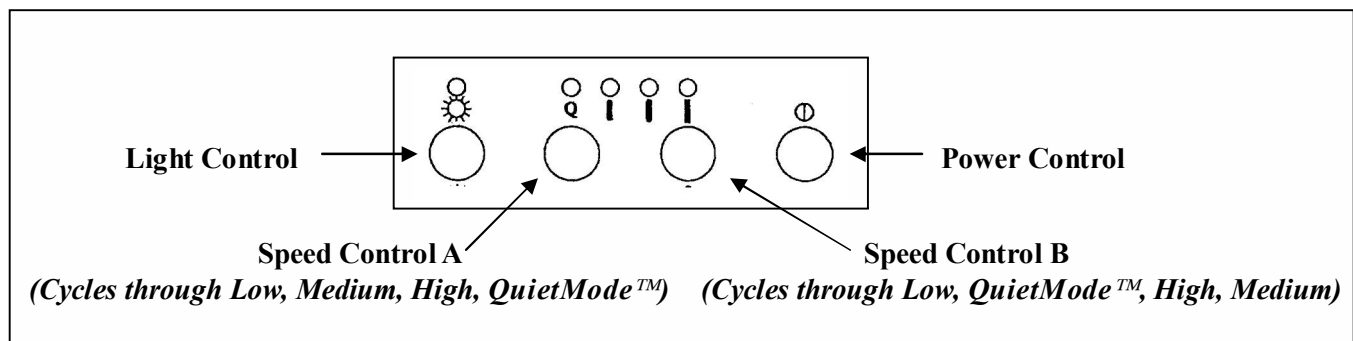 Q
Light Control
Power Control
Speed Control A
(Cycles through Low, Medium, High, QuietMode™)
Speed Control B
(Cycles through Low, QuietMode™, High, Medium)